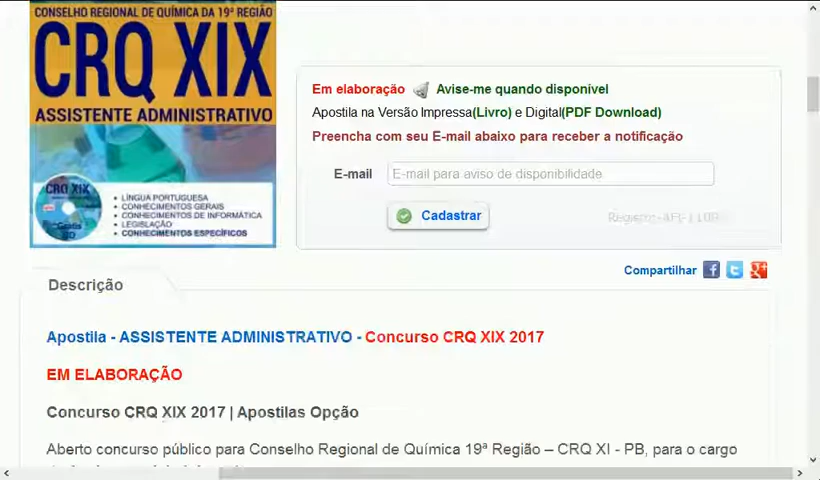 CONSELHO REGIONAL DE QUÍMICA DA 19ª REGIÃO
CRQ XIX
ASSISTENTE ADMINISTRATIVO
CRQ XIX
Grátis
• LÍNGUA PORTUGUESA
• CONHECIMENTOS GERAIS
• CONHECIMENTOS DE INFORMÁTICA
• LEGISLAÇÃO
• CONHECIMENTOS ESPECÍFICOS
Em elaboração Avise-me quando disponível
Apostila na Versão Impressa(Livro) e Digital(PDF Download)
Preencha com seu E-mail abaixo para receber a notificação
E-mail E-mail para aviso de disponibilidade
Cadastrar
Compartilhar
Descrição
Apostila - ASSISTENTE ADMINISTRATIVO - Concurso CRQ XIX 2017
EM ELABORAÇÃO
Concurso CRQ XIX 2017 | Apostilas Opção
Aberto concurso público para Conselho Regional de Química 19ª Região – CRQ XI - PB, para o cargo